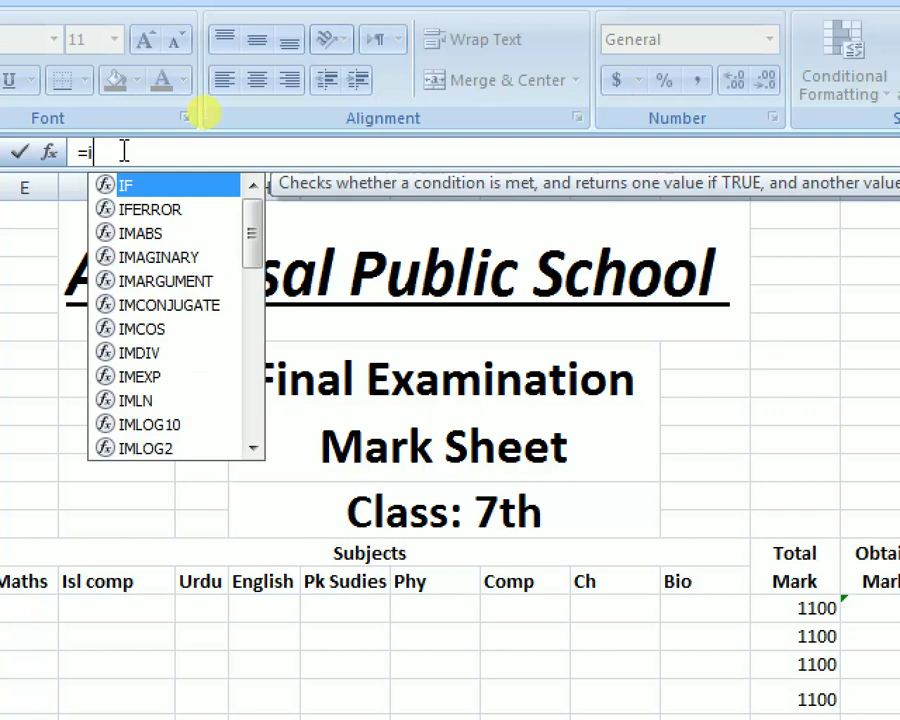 11
Wrap Text
General
U
Merge & Center
$ % ,
Conditional
Formatting
Font
Alignment
Number
=i
E
IF
Checks whether a condition is met, and returns one value if TRUE, and another value
IFERROR
IMABS
IMAGINARY
IMARGUMENT
IMCONJUGATE
IMCOS
IMDIV
IMEXP
IMLN
IMLOG10
IMLOG2
sal Public School
Final Examination
Mark Sheet
Class: 7th
Subjects
Total
Maths Isl comp Urdu English Pk Sudies Phy Comp Ch Bio Mark
1100
1100
1100
1100